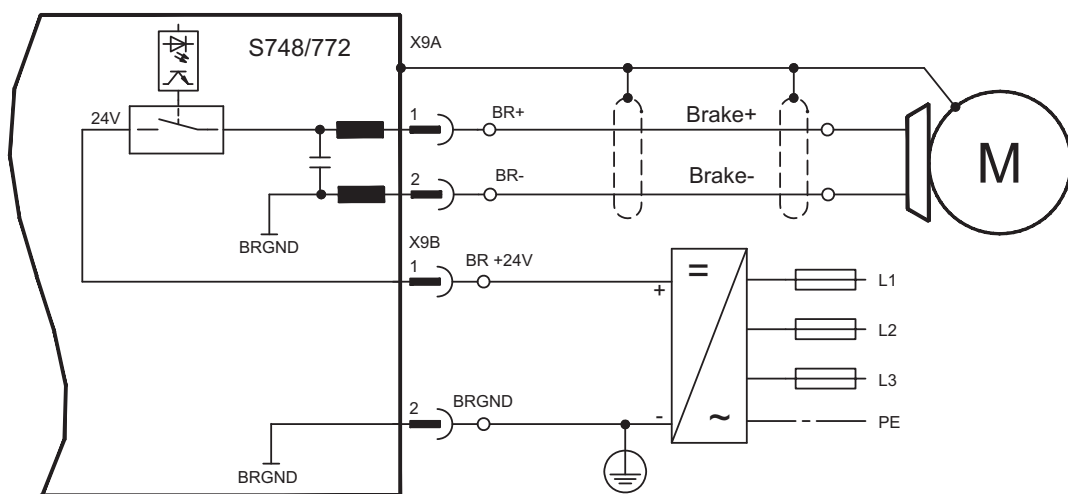 S748/772
X9A
24V
1
BR+
Brake+
M
2
BR-
Brake-
BRGND
X9B
1
BR +24V
+
=
L1
L2
L3
2
BRGND
-
~
PE
BRGND